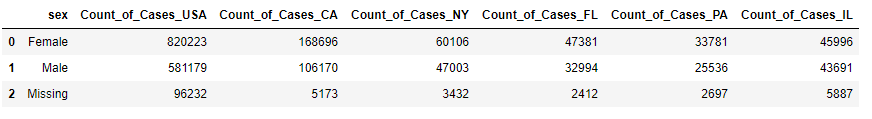 sex Count_of_Cases_USA Count_of_Cases_CA Count_of_Cases_NY Count_of_Cases_FL Count_of_Cases_PA Count_of_Cases_IL
0 Female 820223 168696 60106 47381 33781 45996
1 Male 581179 106170 47003 32994 25536 43691
2 Missing 96232 5173 3432 2412 2697 5887